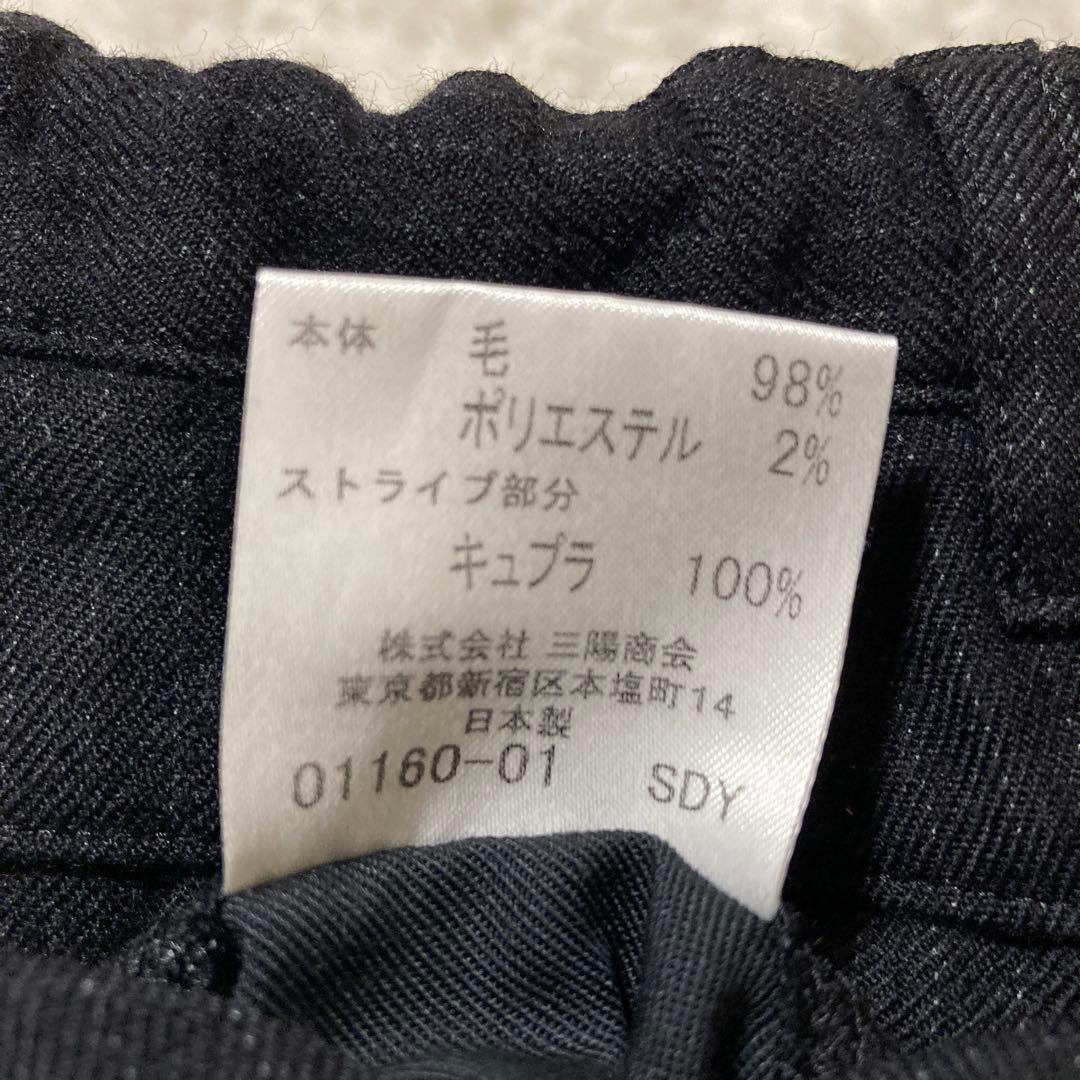 本体 毛 98%
ポリエステル 2%
ストライプ部分
キュプラ 100%
株式会社 三陽商会
東京都新宿区本塩町14
日本製
01160-01 SDY